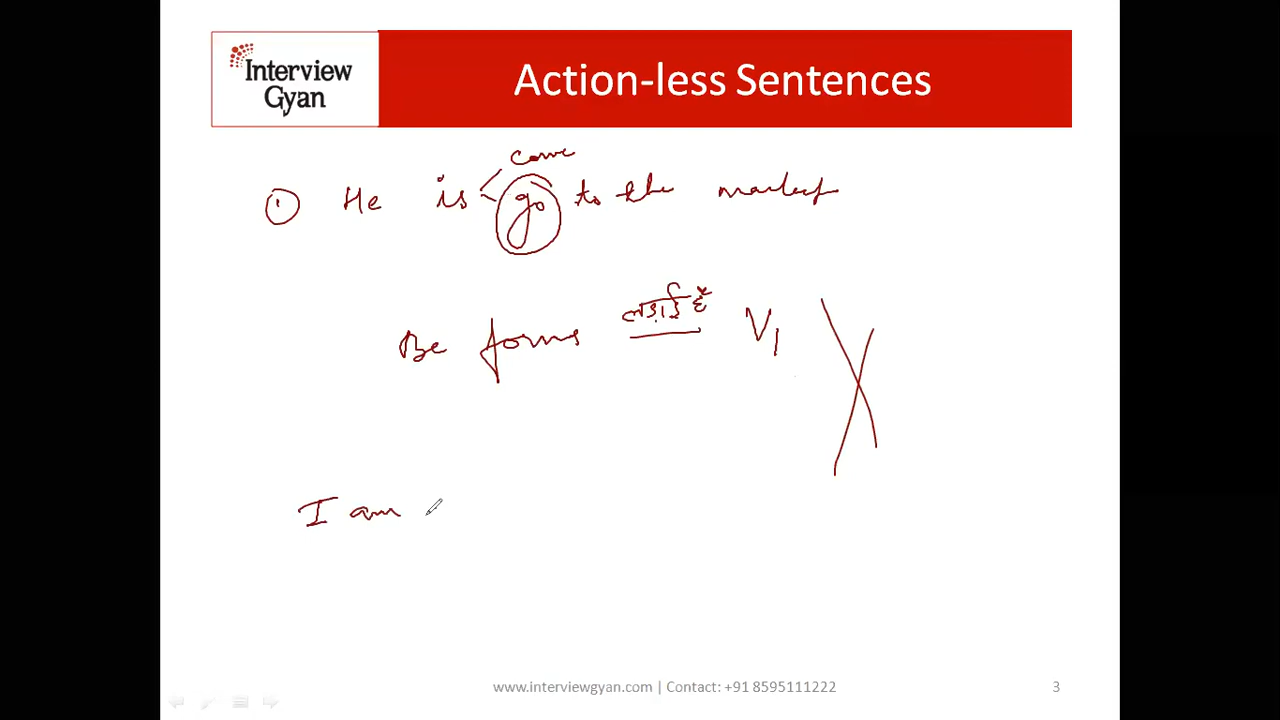 Interview
Gyan
Action-less Sentences
come
① He is go to the market
Be forms लड़ाई है V1
I am
www.interviewgyan.com | Contact: +91 8595111222
3